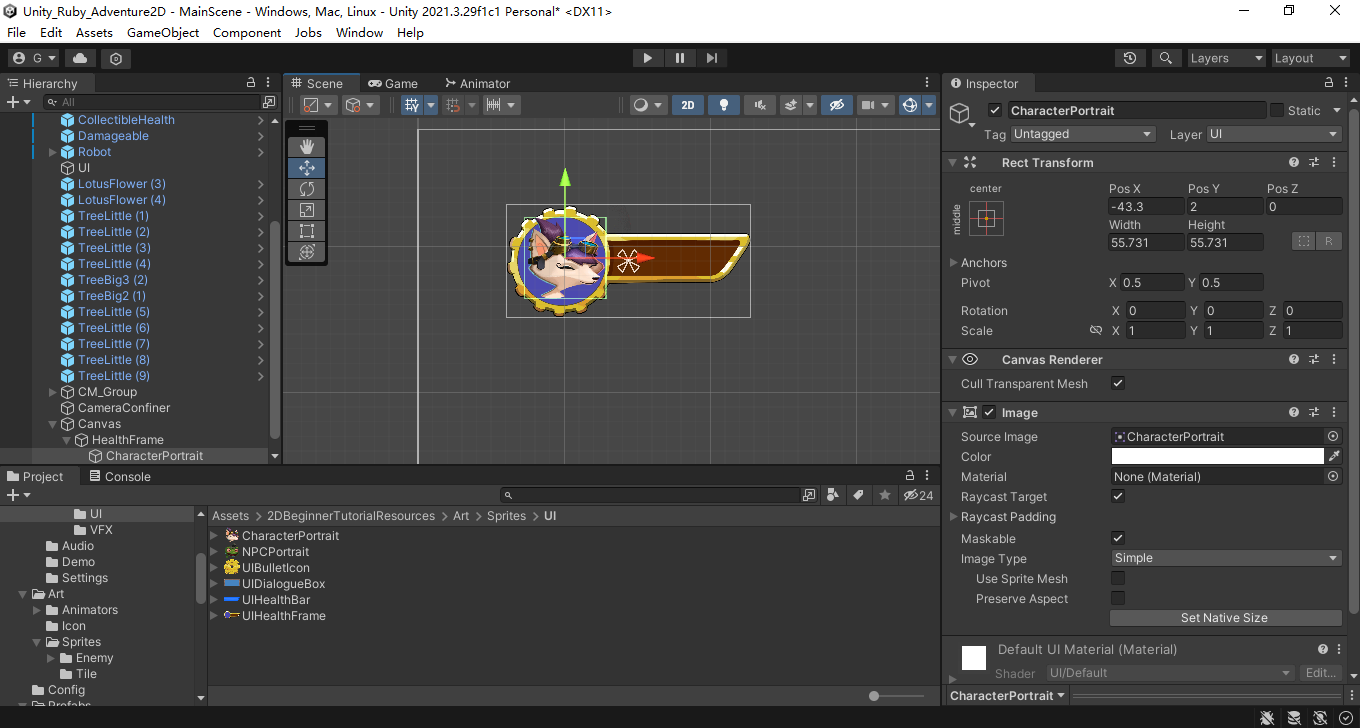 Unity_Ruby_Adventure2D - MainScene - Windows, Mac, Linux - Unity 2021.3.29f1c1 Personal* <DX11>
File Edit Assets GameObject Component Jobs Window Help
G Layers Layout
Hierarchy
All
CollectibleHealth
Damageable
Robot
UI
LotusFlower (3)
LotusFlower (4)
TreeLittle (1)
TreeLittle (2)
TreeLittle (3)
TreeLittle (4)
TreeBig3 (2)
TreeBig2 (1)
TreeLittle (5)
TreeLittle (6)
TreeLittle (7)
TreeLittle (8)
TreeLittle (9)
CM_Group
CameraConfiner
Canvas
HealthFrame
CharacterPortrait
Scene Game Animator
2D
Inspector
CharacterPortrait Static
Tag Untagged Layer UI
Rect Transform
center
middle
Pos X Pos Y Pos Z
-43.3 2 0
Width Height
55.731 55.731 R
Anchors
Pivot X 0.5 Y 0.5
Rotation X 0 Y 0 Z 0
Scale X 1 Y 1 Z 1
Canvas Renderer
Cull Transparent Mesh
Image
Source Image CharacterPortrait
Color
Material None (Material)
Raycast Target
Raycast Padding
Maskable
Image Type Simple
Use Sprite Mesh
Preserve Aspect
Set Native Size
Default UI Material (Material)
Shader UI/Default Edit...
CharacterPortrait
Project Console
24
UI
VFX
Audio
Demo
Settings
Art
Animators
Icon
Sprites
Enemy
Tile
Config
Prefabs
Assets > 2DBeginnerTutorialResources > Art > Sprites > UI
CharacterPortrait
NPCPortrait
UIBulletIcon
UIDialogueBox
UIHealthBar
UIHealthFrame